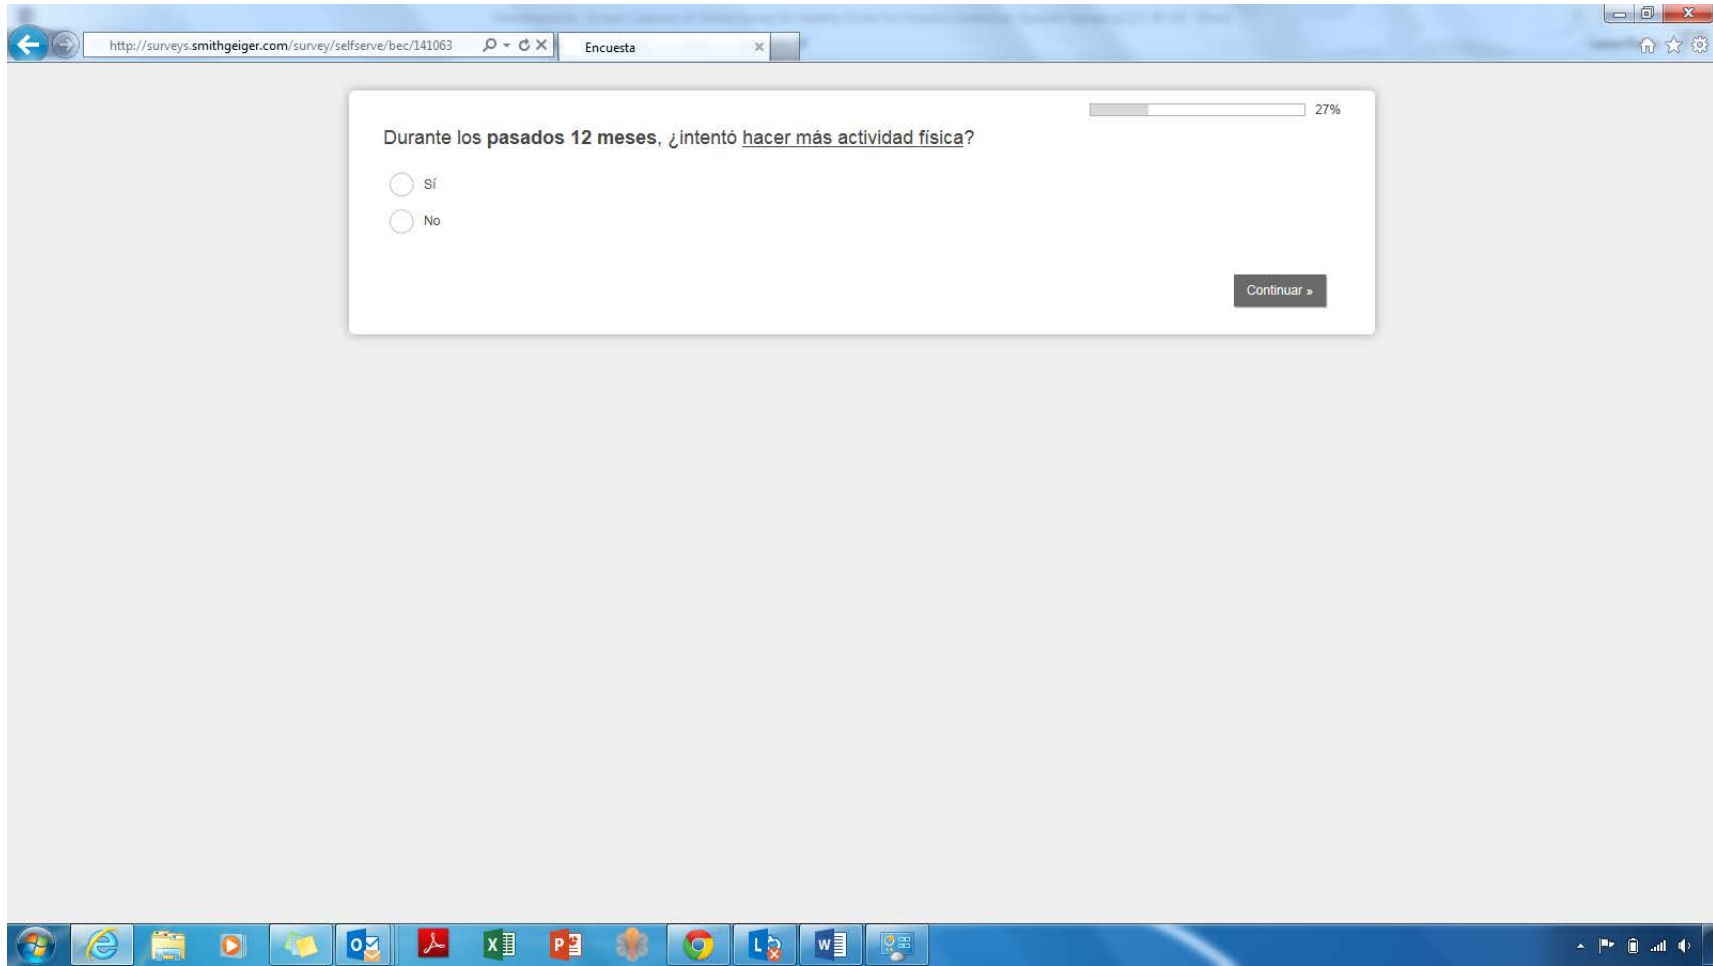 http://surveys.smithgeiger.com/survey/selfserve/bec/141063
Encuesta
27%
Durante los pasados 12 meses, ¿intentó hacer más actividad física?
Sí
No
Continuar »